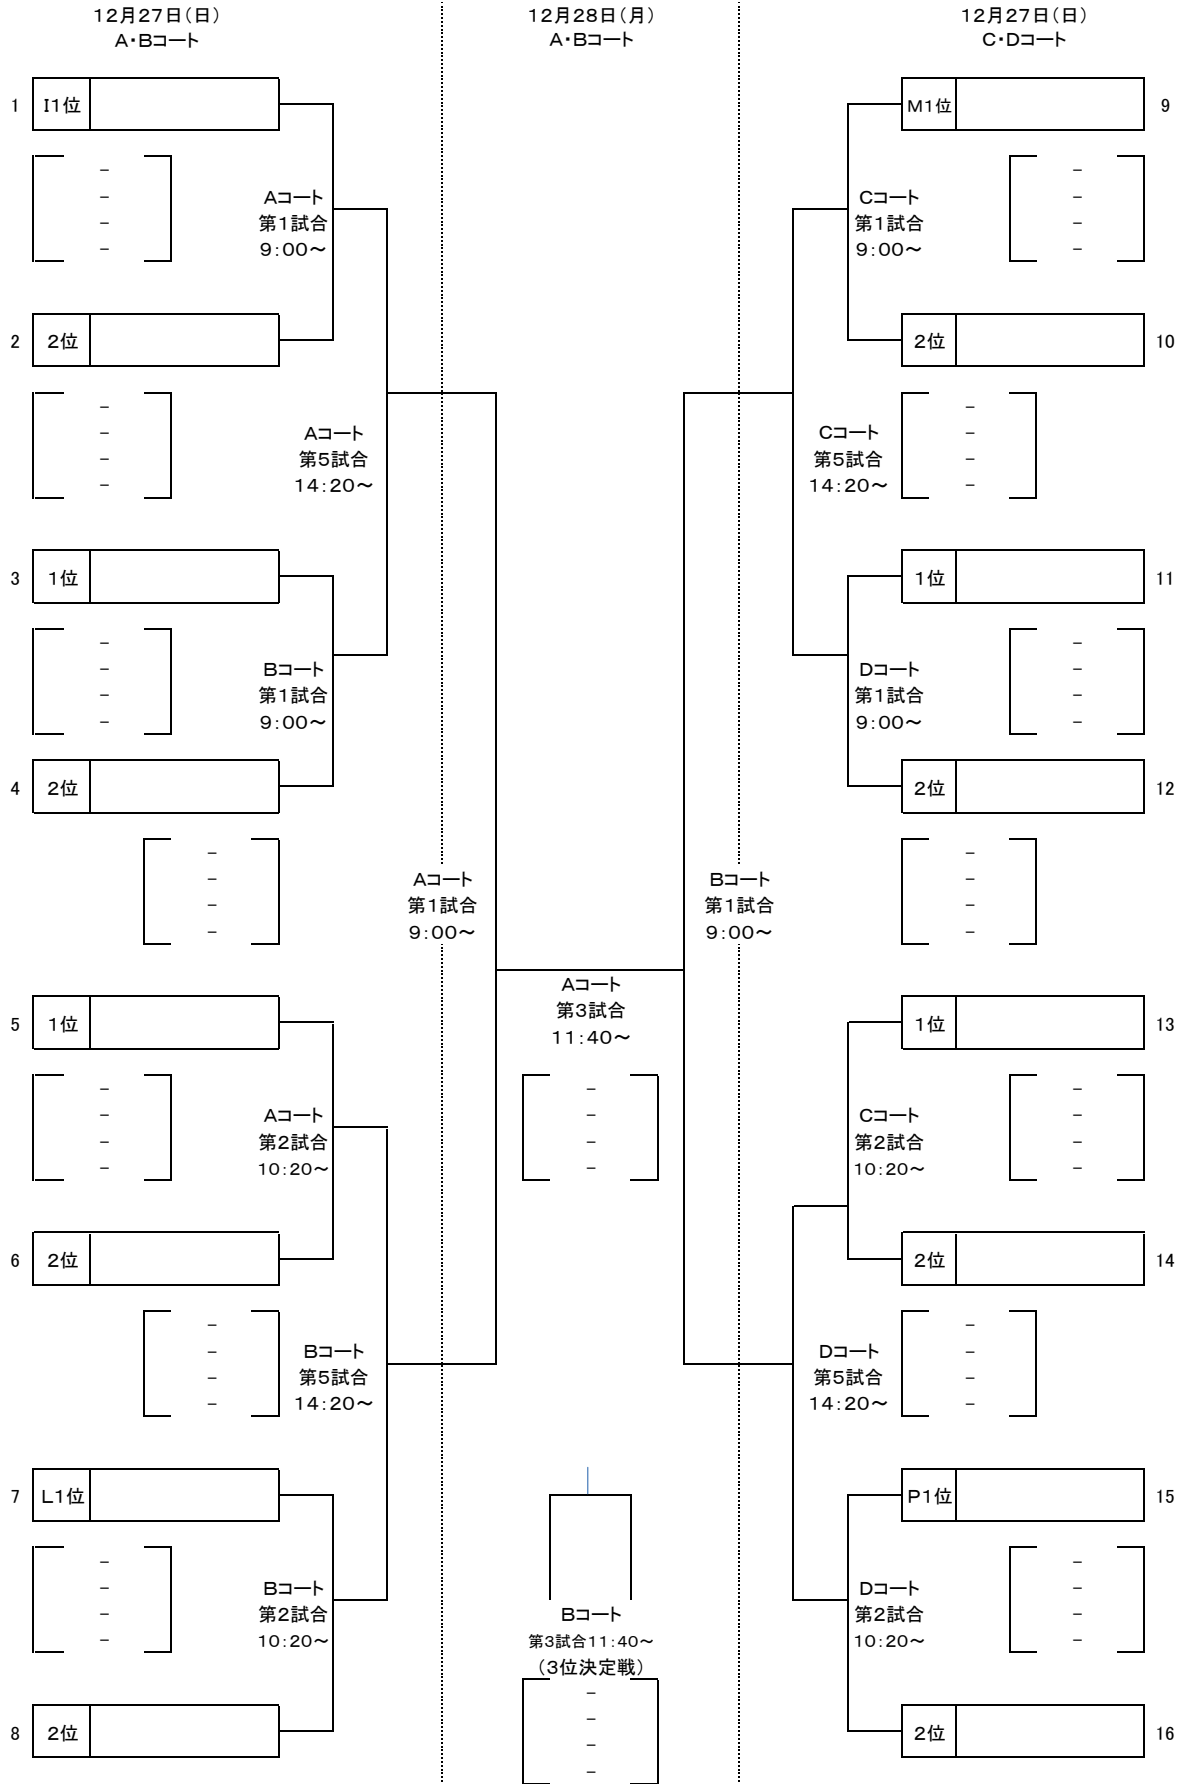 12月27日(日)
A・Bコート
12月28日(月)
A・Bコート
12月27日(日)
C・Dコート
1
I1位
-
-
-
-
Aコート
第1試合
9:00～
2
2位
-
-
-
-
Aコート
第5試合
14:20～
3
1位
-
-
-
-
Bコート
第1試合
9:00～
4
2位
-
-
-
-
Aコート
第1試合
9:00～
5
1位
-
-
-
-
Aコート
第2試合
10:20～
6
2位
-
-
-
-
Bコート
第5試合
14:20～
7
L1位
-
-
-
-
Bコート
第2試合
10:20～
8
2位
Aコート
第3試合
11:40～
-
-
-
-
Bコート
第3試合11:40～
(3位決定戦)
-
-
-
-
M1位
9
Cコート
第1試合
9:00～
-
-
-
-
2位
10
Cコート
第5試合
14:20～
-
-
-
-
1位
11
Dコート
第1試合
9:00～
-
-
-
-
2位
12
Bコート
第1試合
9:00～
-
-
-
-
1位
13
Cコート
第2試合
10:20～
-
-
-
-
2位
14
Dコート
第5試合
14:20～
-
-
-
-
P1位
15
Dコート
第2試合
10:20～
-
-
-
-
2位
16